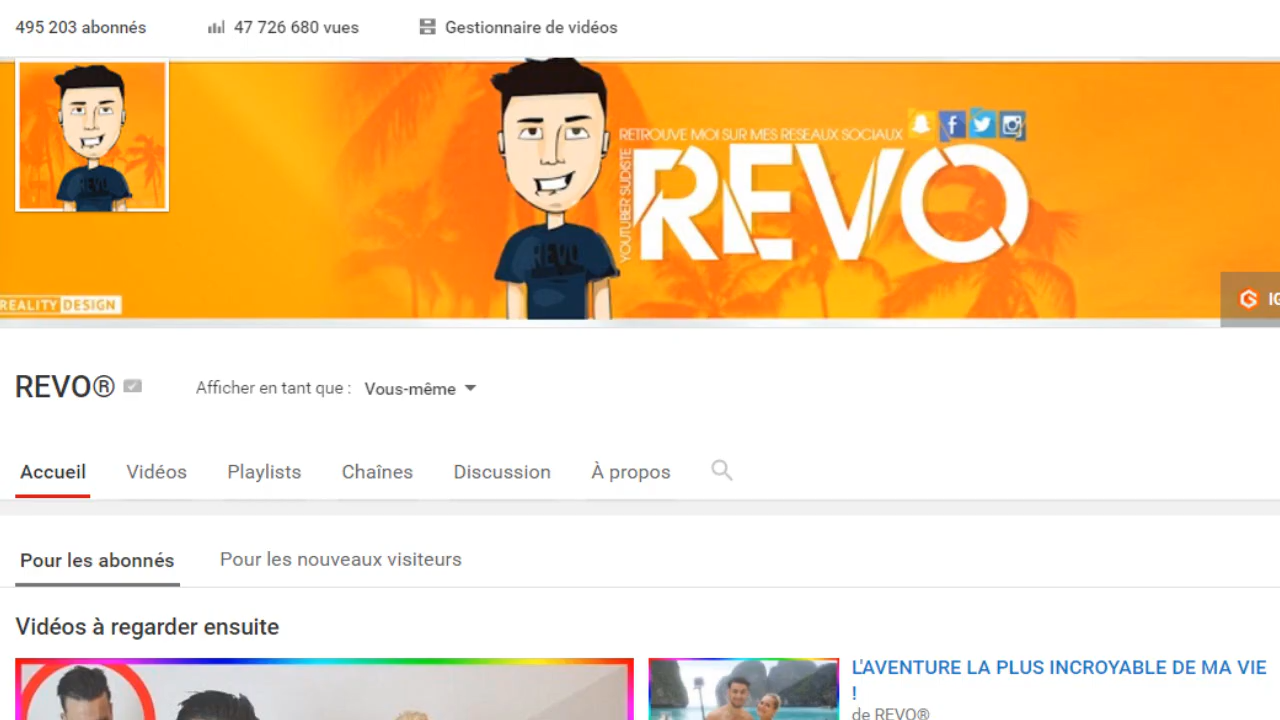 495 203 abonnés
47 726 680 vues
Gestionnaire de vidéos
RETROUVE MOI SUR MES RESEAUX SOCIAUX
YOUTUBER SUDISTE
REVO
REVO
REVO
REALITY DESIGN
REVO®
Afficher en tant que :
Vous-même
Accueil
Vidéos
Playlists
Chaînes
Discussion
À propos
Pour les abonnés
Pour les nouveaux visiteurs
Vidéos à regarder ensuite
L'AVENTURE LA PLUS INCROYABLE DE MA VIE
!
de REVO®